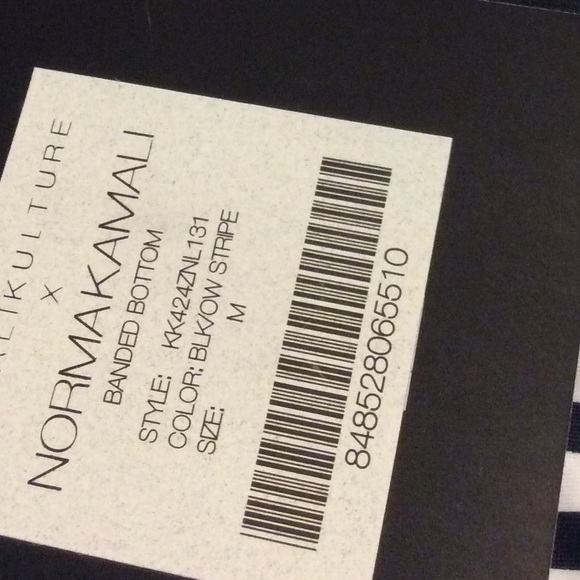 KULTURE
X
NORMAKAMALI
BANDED BOTTOM
STYLE: KK424ZNL131
COLOR: BLK/OW STRIPE
SIZE: M
848528065510